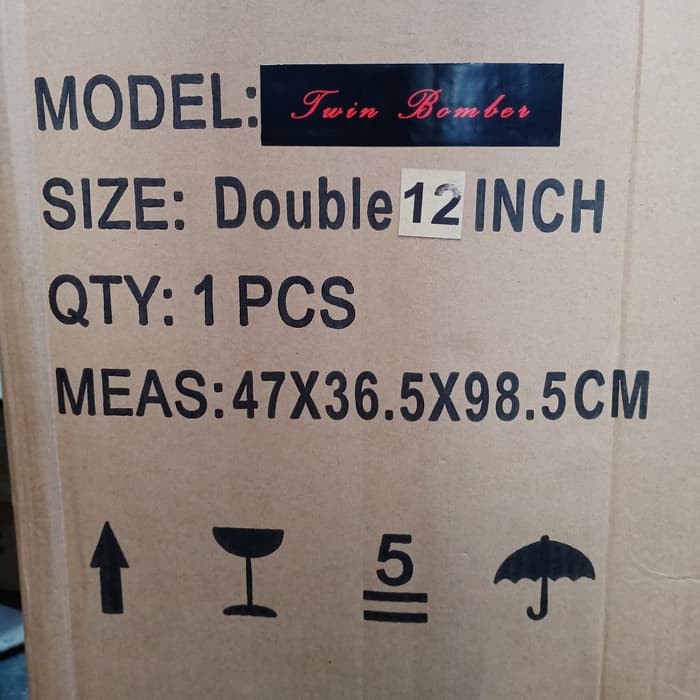 MODEL: Twin Bomber
SIZE: Double 12 INCH
QTY: 1 PCS
MEAS: 47X36.5X98.5CM
5